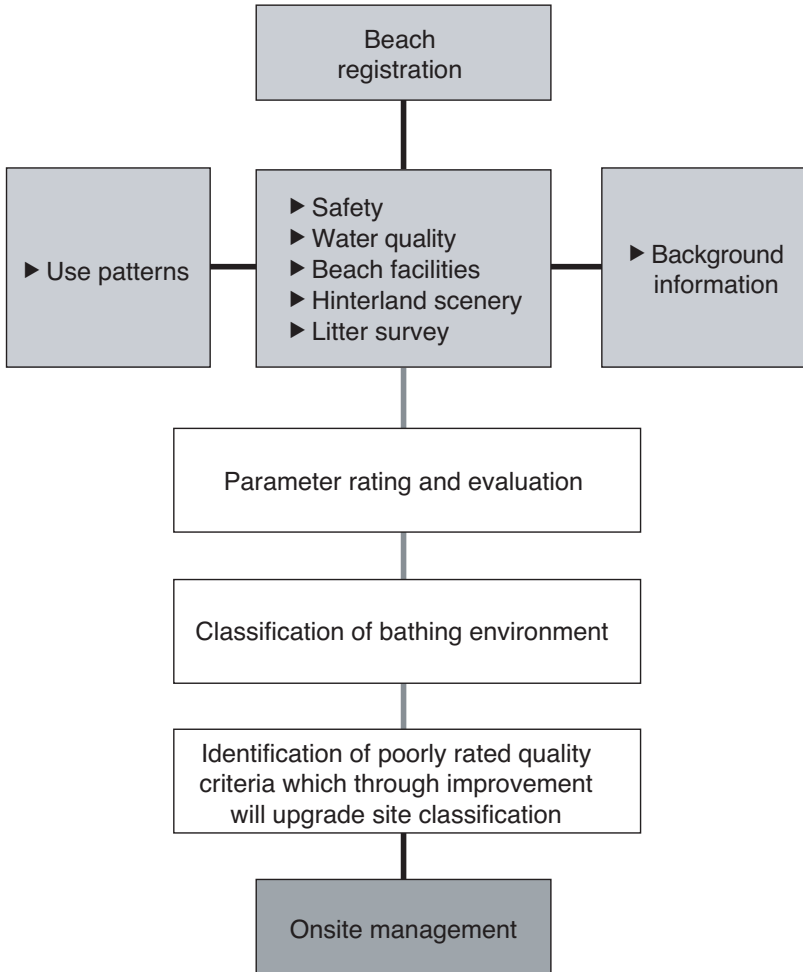 Beach
registration
▶ Use patterns
▶ Safety
▶ Water quality
▶ Beach facilities
▶ Hinterland scenery
▶ Litter survey
▶ Background
information
Parameter rating and evaluation
Classification of bathing environment
Identification of poorly rated quality
criteria which through improvement
will upgrade site classification
Onsite management